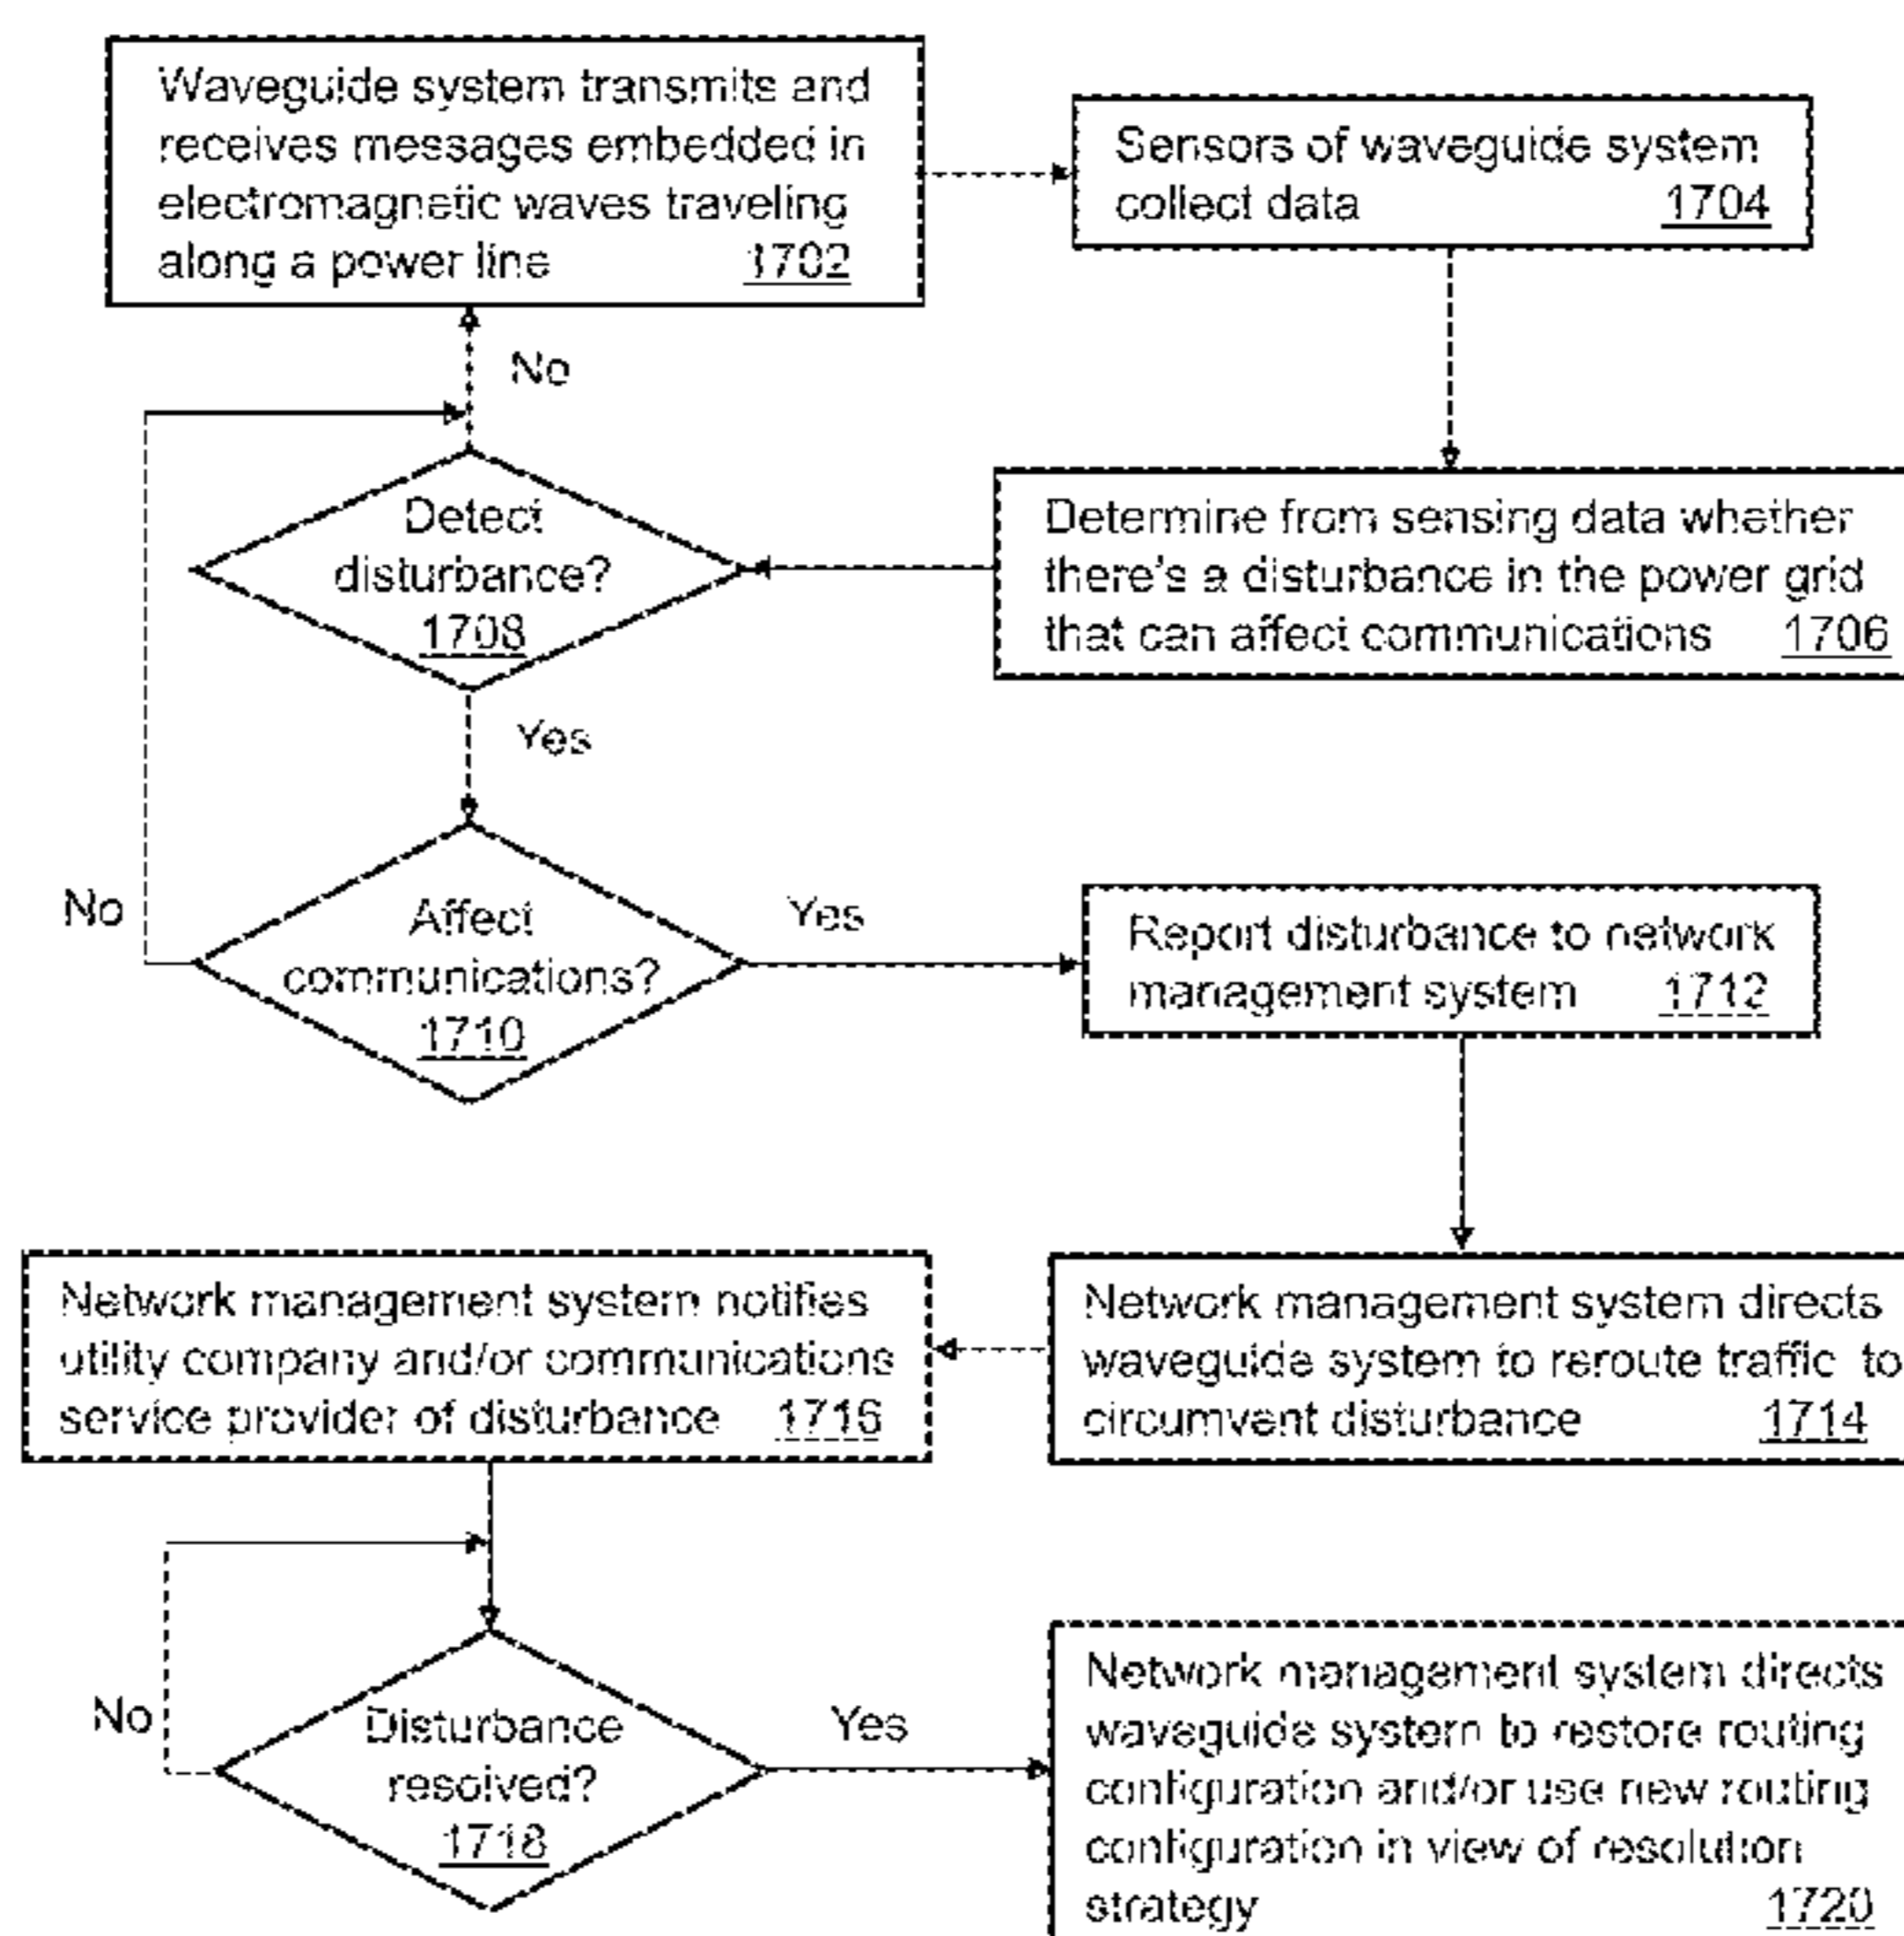 Waveguide system transmits and
receives messages embedded in
electromagnetic waves traveling
along a power line 1702
Sensors of waveguide system
collect data 1704
No
Detect
disturbance?
1708
Determine from sensing data whether
there's a disturbance in the power grid
that can affect communications 1706
Yes
No
Affect
communications?
1710
Yes
Report disturbance to network
management system 1712
Network management system notifies
utility company and/or communications
service provider of disturbance 1716
Network management system directs
waveguide system to reroute traffic to
circumvent disturbance 1714
No
Disturbance
resolved?
1718
Yes
Network management system directs
waveguide system to restore routing
configuration and/or use new routing
configuration in view of resolution
strategy 1720